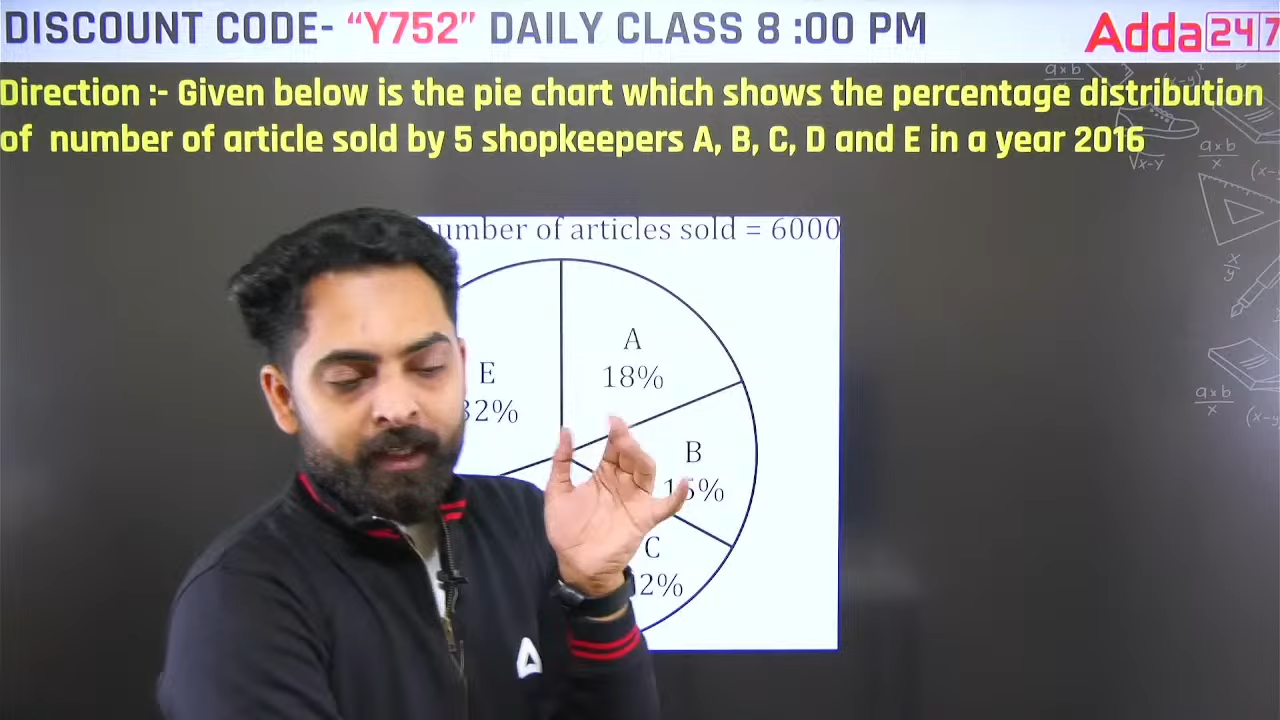 DISCOUNT CODE- “Y752” DAILY CLASS 8 :00 PM
Adda247
Direction :- Given below is the pie chart which shows the percentage distribution
of number of article sold by 5 shopkeepers A, B, C, D and E in a year 2016
of articles sold = 6000
A
18%
E
B
15%
C
a×b
√x-y
a×b
x
x
y
a×b
x